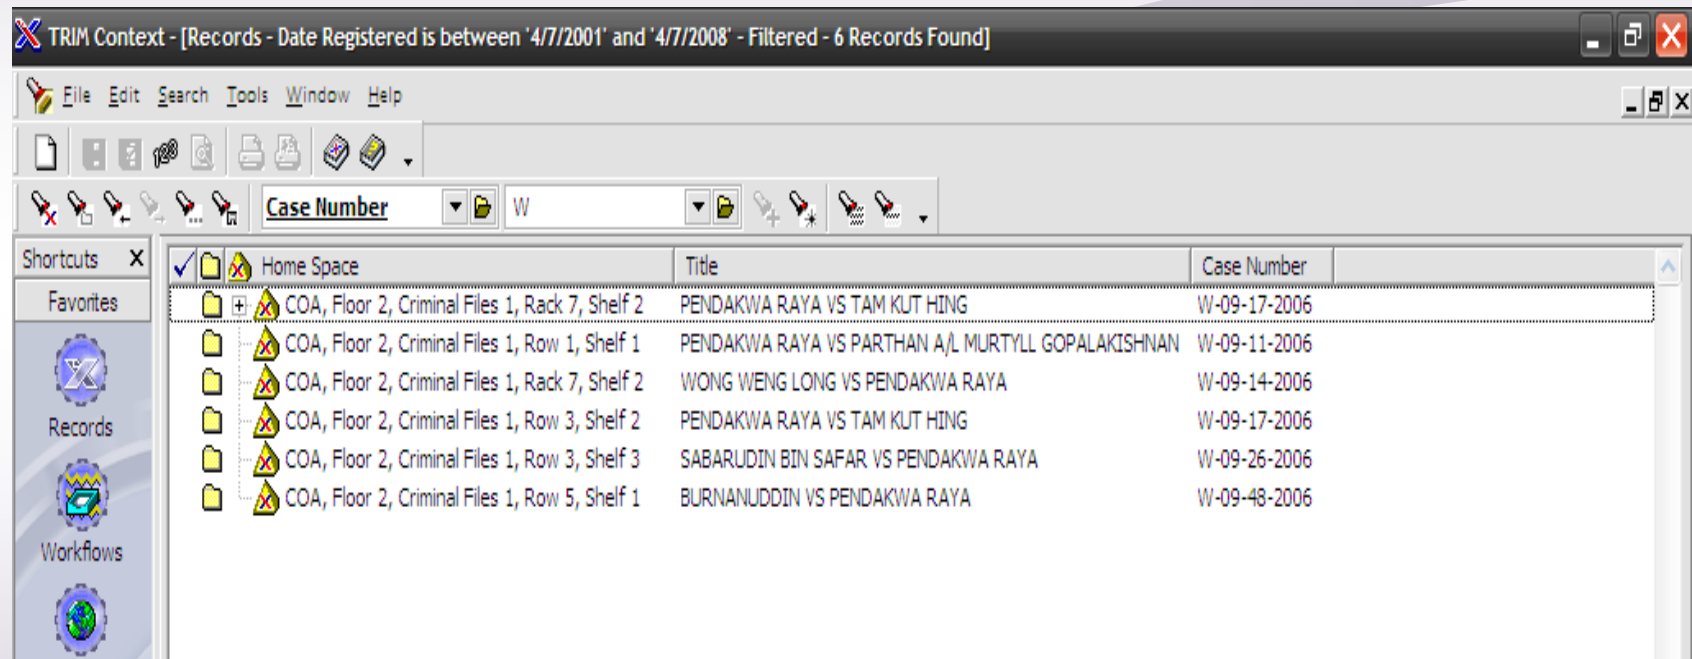 TRIM Context - [Records - Date Registered is between '4/7/2001' and '4/7/2008' - Filtered - 6 Records Found]
File Edit Search Tools Window Help
Case Number W
Shortcuts X
Favorites
Records
Workflows
Home Space Title Case Number
COA, Floor 2, Criminal Files 1, Rack 7, Shelf 2 PENDAKWA RAYA VS TAM KUT HING W-09-17-2006
COA, Floor 2, Criminal Files 1, Row 1, Shelf 1 PENDAKWA RAYA VS PARTHAN A/L MURTYLL GOPALAKISHNAN W-09-11-2006
COA, Floor 2, Criminal Files 1, Rack 7, Shelf 2 WONG WENG LONG VS PENDAKWA RAYA W-09-14-2006
COA, Floor 2, Criminal Files 1, Row 3, Shelf 2 PENDAKWA RAYA VS TAM KUT HING W-09-17-2006
COA, Floor 2, Criminal Files 1, Row 3, Shelf 3 SABARUDIN BIN SAFAR VS PENDAKWA RAYA W-09-26-2006
COA, Floor 2, Criminal Files 1, Row 5, Shelf 1 BURNANUDDIN VS PENDAKWA RAYA W-09-48-2006